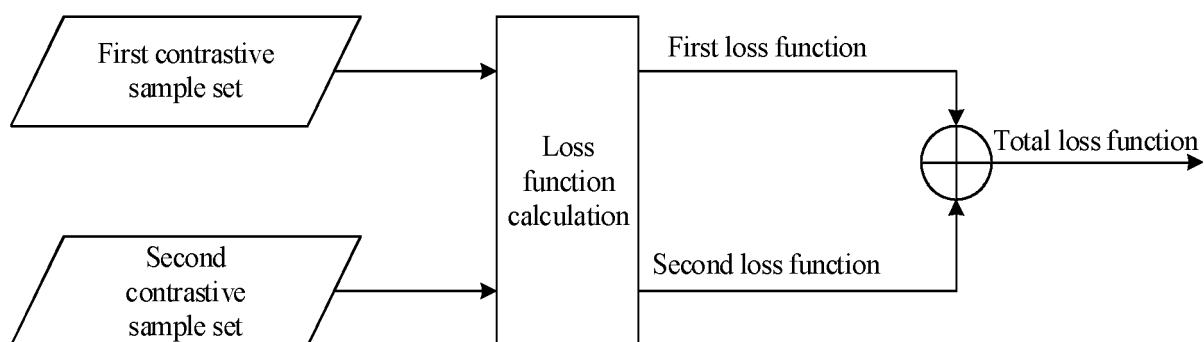 First contrastive
sample set
Second
contrastive
sample set
Loss
function
calculation
First loss function
Second loss function
Total loss function